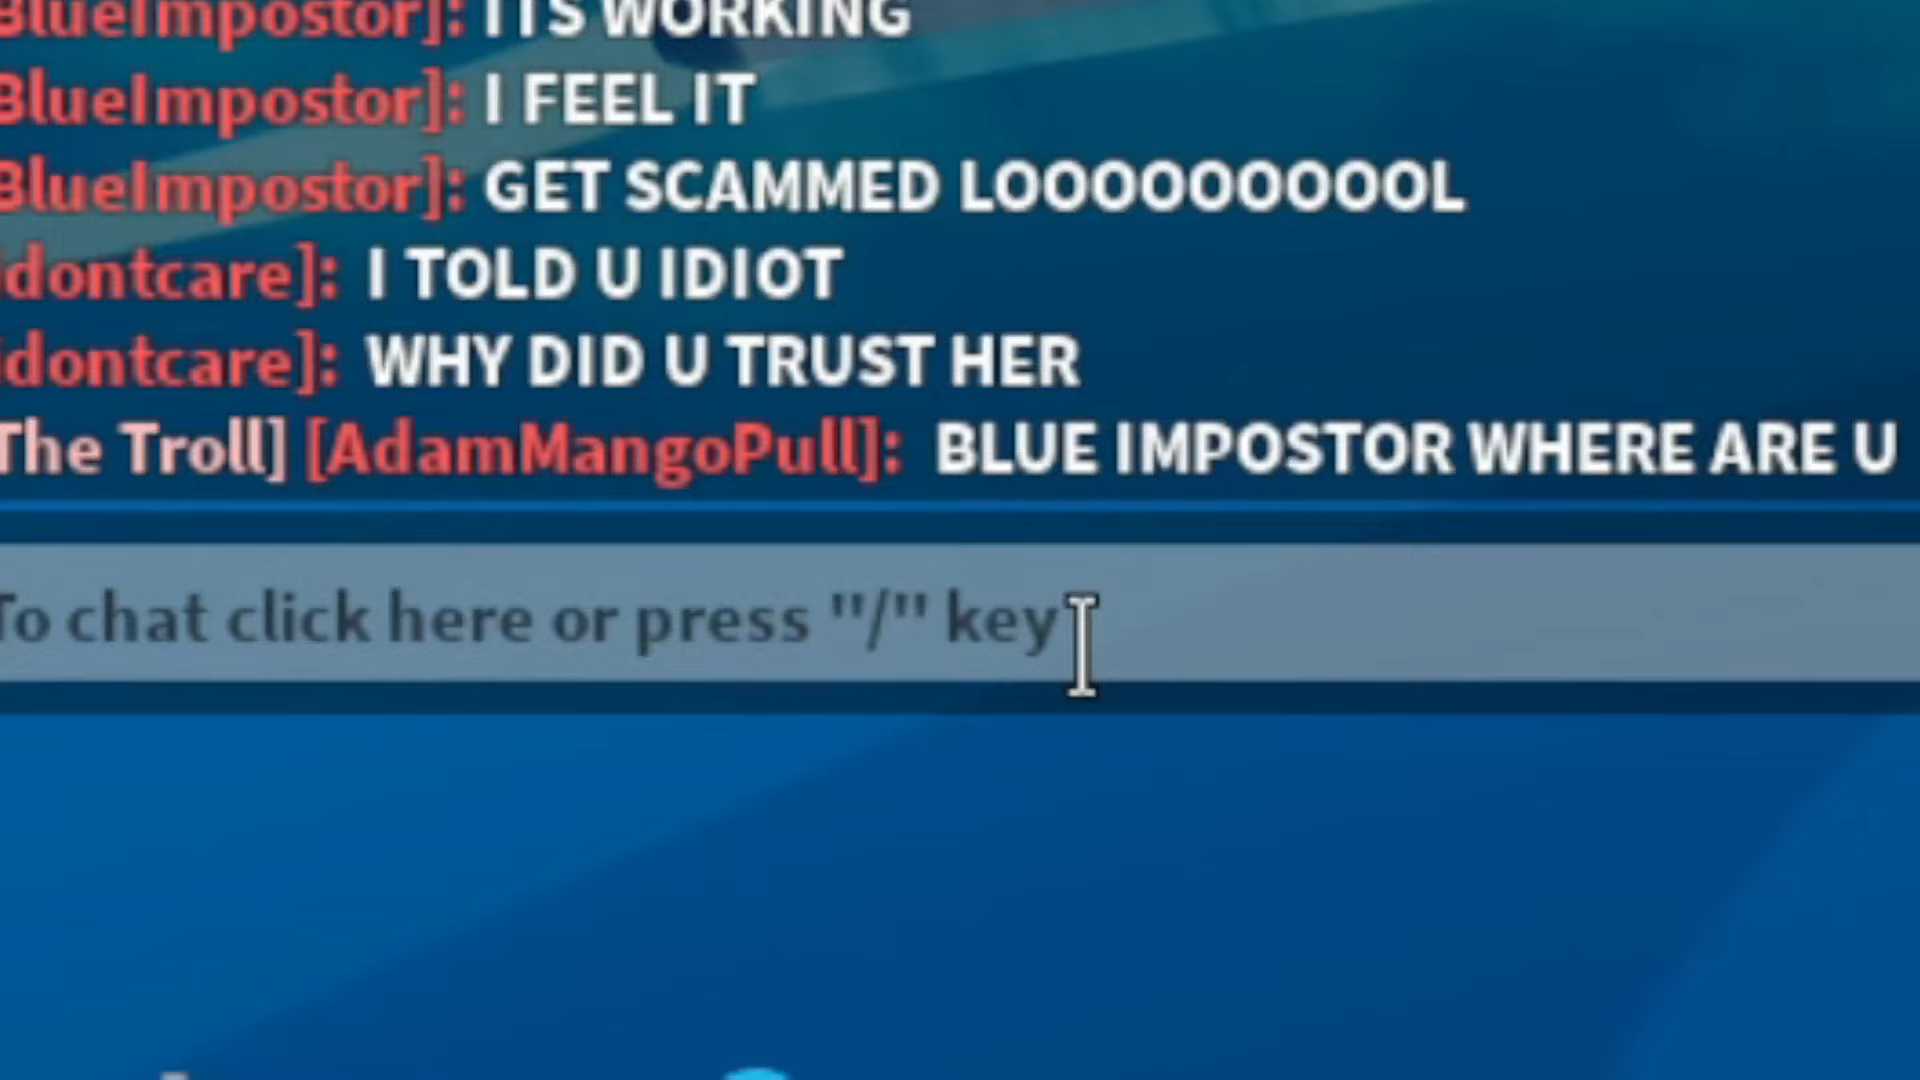 BlueImpostor]: ITS WORKING
BlueImpostor]: I FEEL IT
BlueImpostor]: GET SCAMMED LOOOOOOOOOL
idontcare]: I TOLD U IDIOT
idontcare]: WHY DID U TRUST HER
The Troll] [AdamMangoPull]: BLUE IMPOSTOR WHERE ARE U
To chat click here or press "/" key